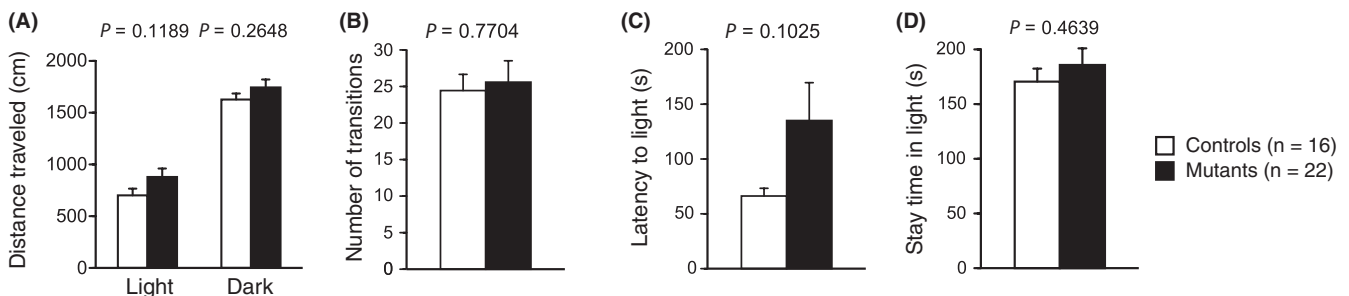 (A)
P = 0.1189 P = 0.2648
Distance traveled (cm)
2000
1500
1000
500
0
Light Dark
(B)
P = 0.7704
Number of transitions
30
25
20
15
10
5
0
(C)
P = 0.1025
Latency to light (s)
200
150
100
50
0
(D)
P = 0.4639
Stay time in light (s)
200
150
100
50
0
Controls (n = 16)
Mutants (n = 22)